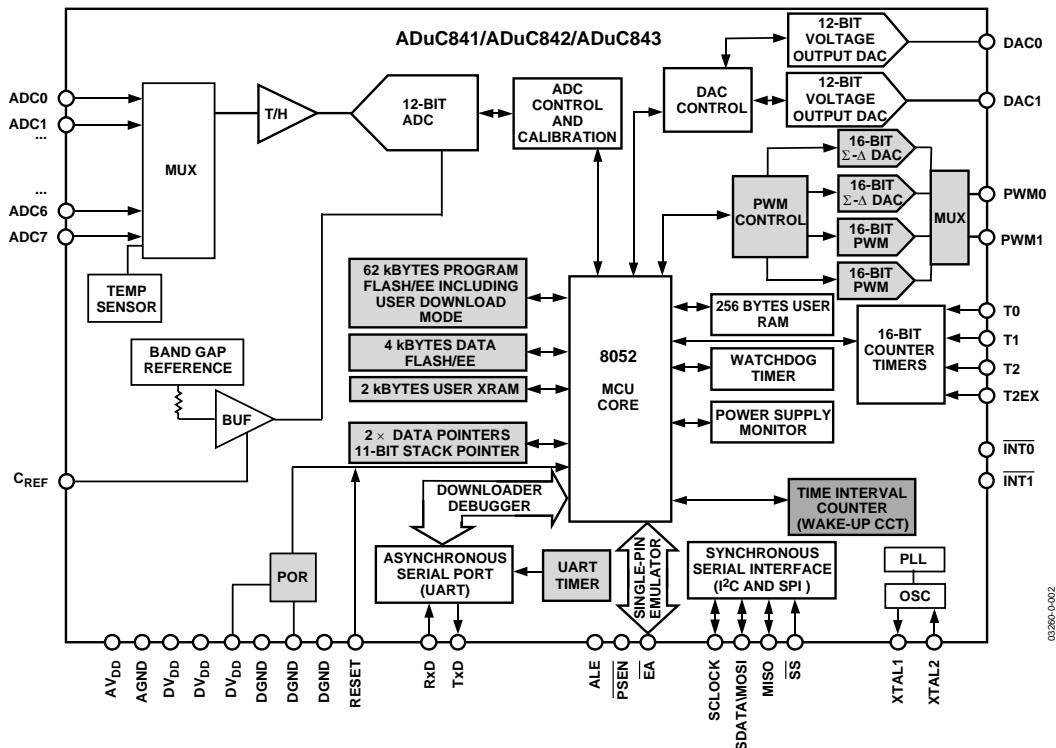 ADuC841/ADuC842/ADuC843
ADC0
ADC1
...
...
ADC6
ADC7
MUX
TEMP
SENSOR
T/H
12-BIT
ADC
ADC
CONTROL
AND
CALIBRATION
DAC
CONTROL
12-BIT
VOLTAGE
OUTPUT DAC
12-BIT
VOLTAGE
OUTPUT DAC
DAC0
DAC1
PWM
CONTROL
16-BIT
Σ-Δ DAC
16-BIT
Σ-Δ DAC
16-BIT
PWM
16-BIT
PWM
MUX
PWM0
PWM1
BAND GAP
REFERENCE
BUF
CREF
62 kBYTES PROGRAM
FLASH/EE INCLUDING
USER DOWNLOAD
MODE
4 kBYTES DATA
FLASH/EE
2 kBYTES USER XRAM
2 × DATA POINTERS
11-BIT STACK POINTER
8052
MCU
CORE
256 BYTES USER
RAM
WATCHDOG
TIMER
POWER SUPPLY
MONITOR
16-BIT
COUNTER
TIMERS
T0
T1
T2
T2EX
INT0
INT1
TIME INTERVAL
COUNTER
(WAKE-UP CCT)
DOWNLOADER
DEBUGGER
POR
ASYNCHRONOUS
SERIAL PORT
(UART)
UART
TIMER
SINGLE-PIN
EMULATOR
SYNCHRONOUS
SERIAL INTERFACE
(I2C AND SPI )
PLL
OSC
AVDD
AGND
DVDD
DVDD
DVDD
DGND
DGND
DGND
RESET
RxD
TxD
ALE
PSEN
EA
SCLOCK
SDATA\MOSI
MISO
SS
XTAL1
XTAL2
03260-0-002